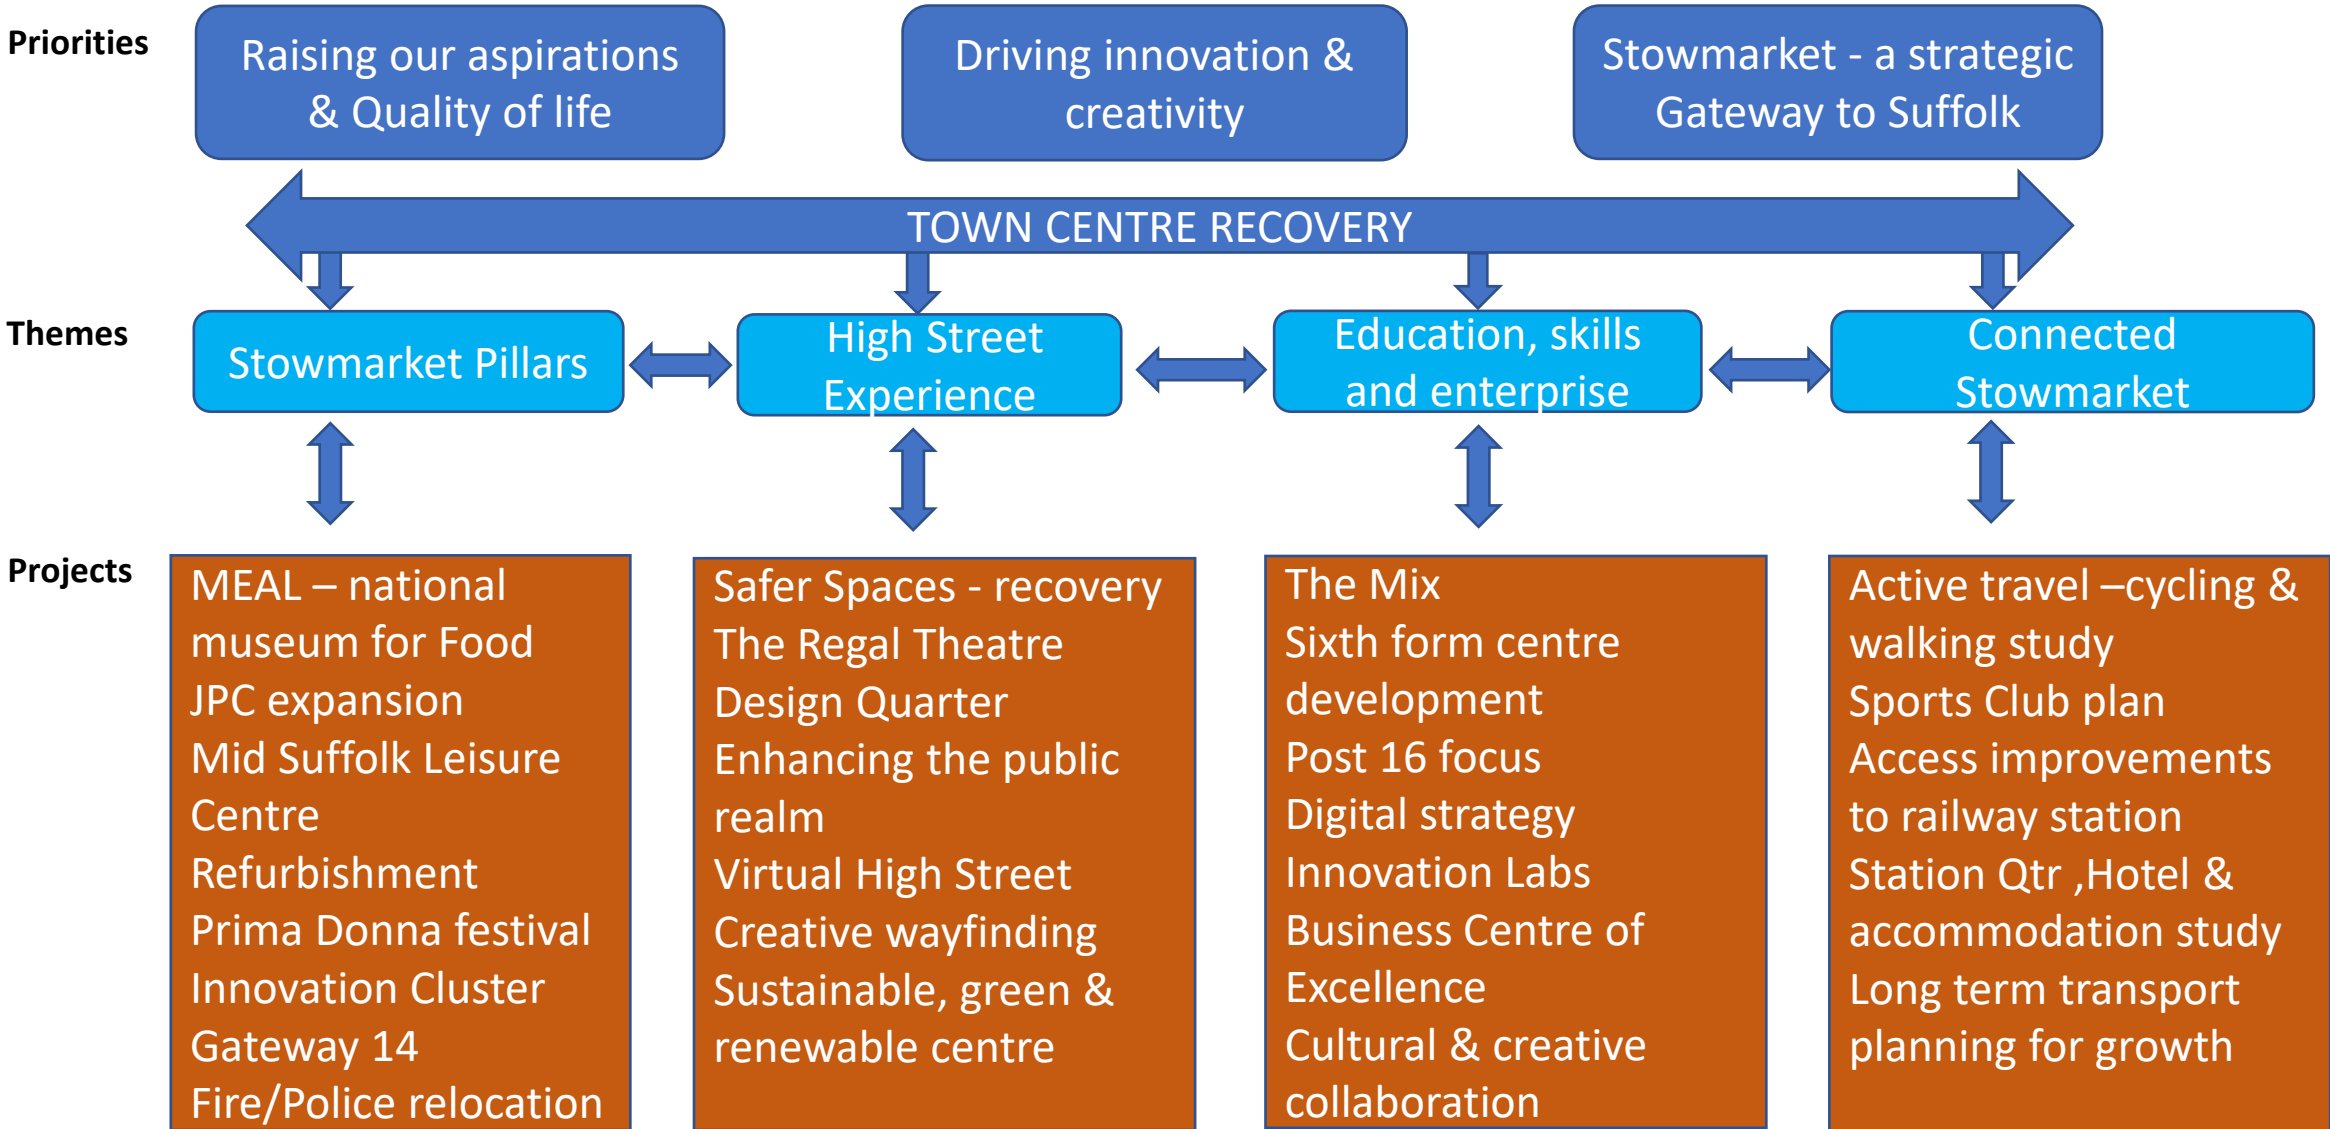 Priorities
Raising our aspirations
& Quality of life
Driving innovation &
creativity
Stowmarket - a strategic
Gateway to Suffolk
TOWN CENTRE RECOVERY
Themes
Stowmarket Pillars
High Street
Experience
Education, skills
and enterprise
Connected
Stowmarket
Projects
MEAL – national
museum for Food
JPC expansion
Mid Suffolk Leisure
Centre
Refurbishment
Prima Donna festival
Innovation Cluster
Gateway 14
Fire/Police relocation
Safer Spaces - recovery
The Regal Theatre
Design Quarter
Enhancing the public
realm
Virtual High Street
Creative wayfinding
Sustainable, green &
renewable centre
The Mix
Sixth form centre
development
Post 16 focus
Digital strategy
Innovation Labs
Business Centre of
Excellence
Cultural & creative
collaboration
Active travel –cycling &
walking study
Sports Club plan
Access improvements
to railway station
Station Qtr ,Hotel &
accommodation study
Long term transport
planning for growth